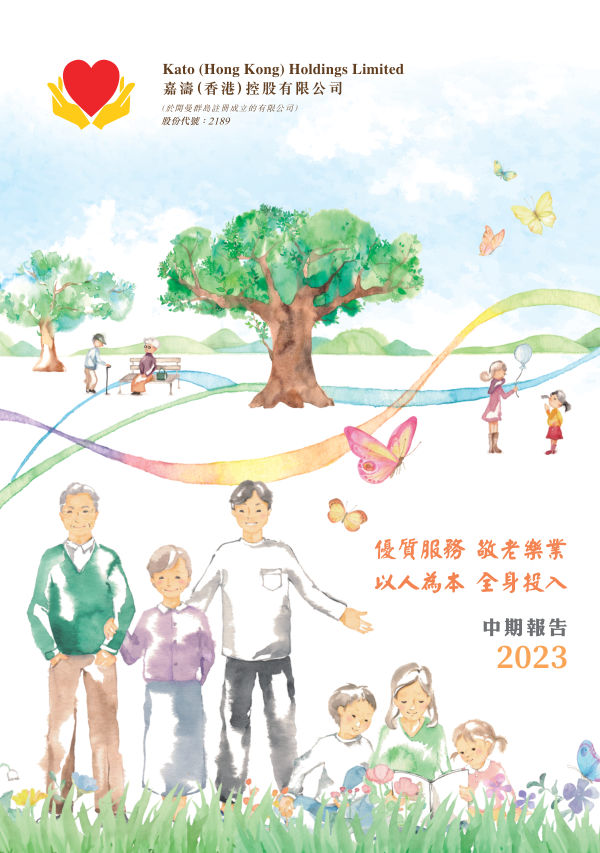 Kato (Hong Kong) Holdings Limited
嘉濤(香港)控股有限公司
(於開曼群島註冊成立的有限公司)
股份代號：2189
優質服務 敬老樂業
以人為本 全身投入
中期報告
2023